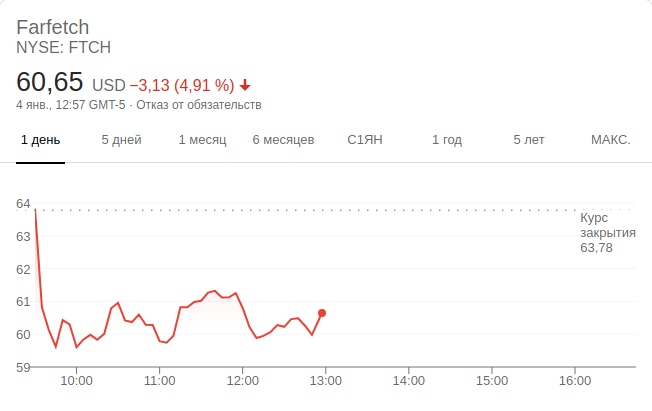 Farfetch
NYSE: FTCH
60,65 USD −3,13 (4,91 %)
4 янв., 12:57 GMT-5 · Отказ от обязательств
1 день 5 дней 1 месяц 6 месяцев С1ЯН 1 год 5 лет МАКС.
64
Курс
закрытия
63,78
63
62
61
60
59
10:00 11:00 12:00 13:00 14:00 15:00 16:00